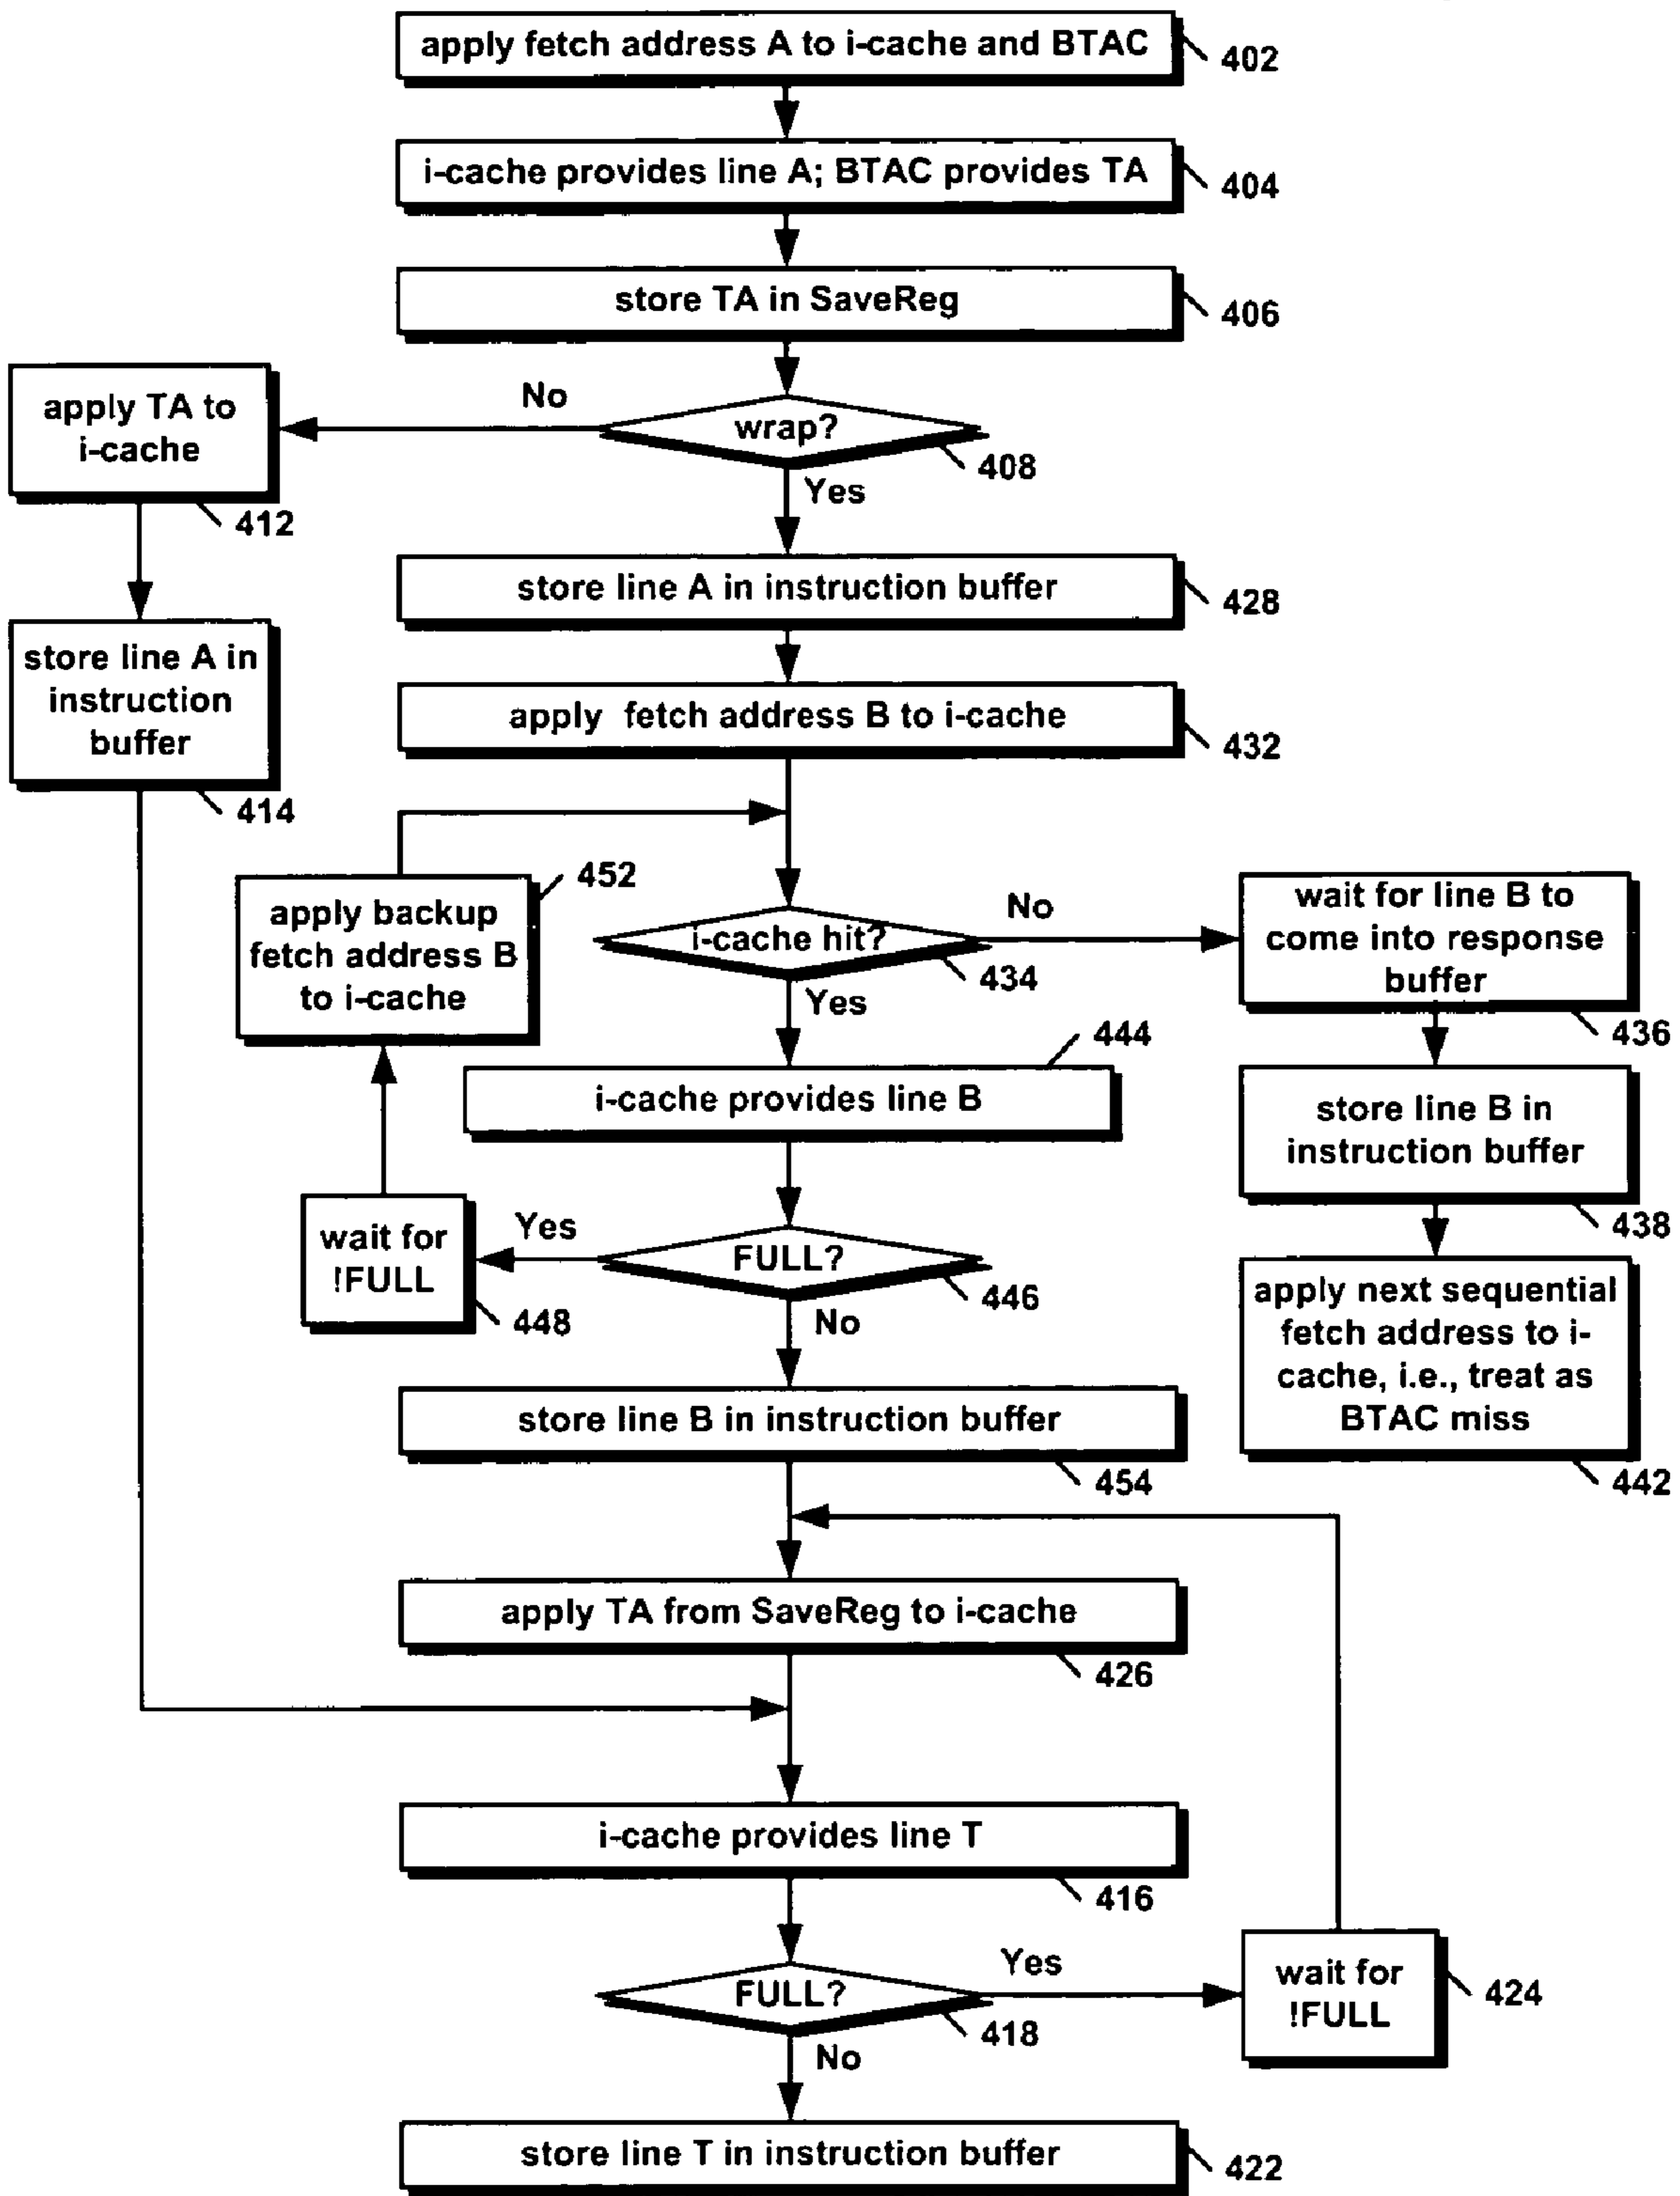 apply fetch address A to i-cache and BTAC
402
i-cache provides line A; BTAC provides TA
404
store TA in SaveReg
406
wrap?
408
No
Yes
apply TA to
i-cache
412
store line A in
instruction
buffer
414
store line A in instruction buffer
428
apply fetch address B to i-cache
432
452
apply backup
fetch address B
to i-cache
i-cache hit?
434
No
Yes
wait for line B to
come into response
buffer
436
444
i-cache provides line B
store line B in
instruction buffer
438
wait for
!FULL
448
Yes
FULL?
446
No
apply next sequential
fetch address to i-
cache, i.e., treat as
BTAC miss
442
store line B in instruction buffer
454
apply TA from SaveReg to i-cache
426
i-cache provides line T
416
FULL?
418
Yes
No
wait for
!FULL
424
store line T in instruction buffer
422